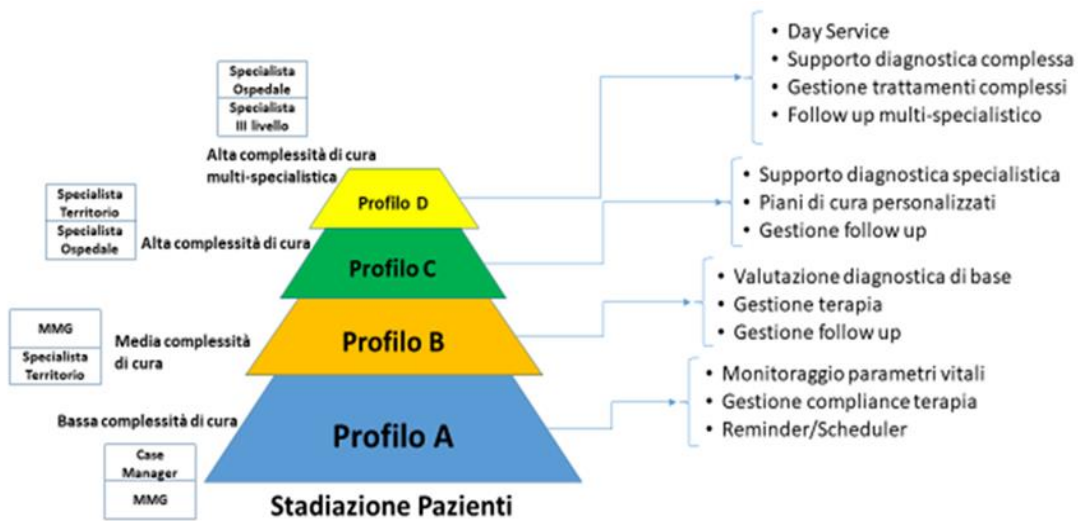 Specialista
Ospedale
Specialista
III livello
Alta complessità di cura
multi-specialistica
Profilo D
• Day Service
• Supporto diagnostica complessa
• Gestione trattamenti complessi
• Follow up multi-specialistico
Specialista
Territorio
Specialista
Ospedale
Alta complessità di cura
Profilo C
• Supporto diagnostica specialistica
• Piani di cura personalizzati
• Gestione follow up
MMG
Specialista
Territorio
Media complessità
di cura
Profilo B
• Valutazione diagnostica di base
• Gestione terapia
• Gestione follow up
Bassa complessità di cura
Case
Manager
MMG
Profilo A
• Monitoraggio parametri vitali
• Gestione compliance terapia
• Reminder/Scheduler
Stadiazione Pazienti